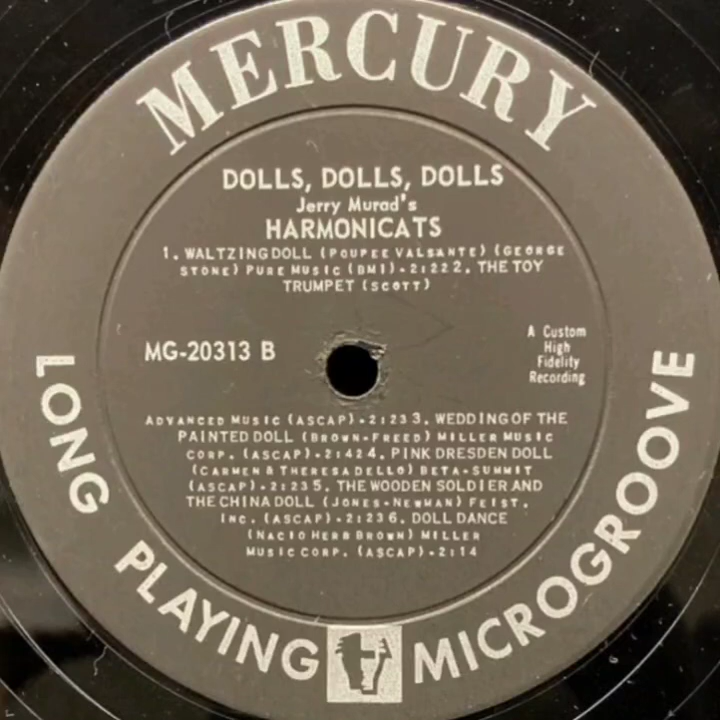 MERCURY
DOLLS, DOLLS, DOLLS
Jerry Murad's
HARMONICATS
1. WALTZING DOLL (POUPEE VALSANTE) (GEORGE
STONE) PURE MUSIC (BMI)-2:22 2. THE TOY
TRUMPET (SCOTT)
MG-20313 B
A Custom
High
Fidelity
Recording
ADVANCED MUSIC (ASCAP)-2:23 3. WEDDING OF THE
PAINTED DOLL (BROWN-FREED) MILLER MUSIC
CORP. (ASCAP)-2:42 4. PINK DRESDEN DOLL
(CARMEN & THERESA DELLO) BETA-SUMMIT
(ASCAP)-2:23 5. THE WOODEN SOLDIER AND
THE CHINA DOLL (JONES-NEWMAN) FEIST,
INC. (ASCAP)-2:23 6. DOLL DANCE
(NACIO HERB BROWN) MILLER
MUSIC CORP. (ASCAP)-2:14
LONG PLAYING MICROGROOVE